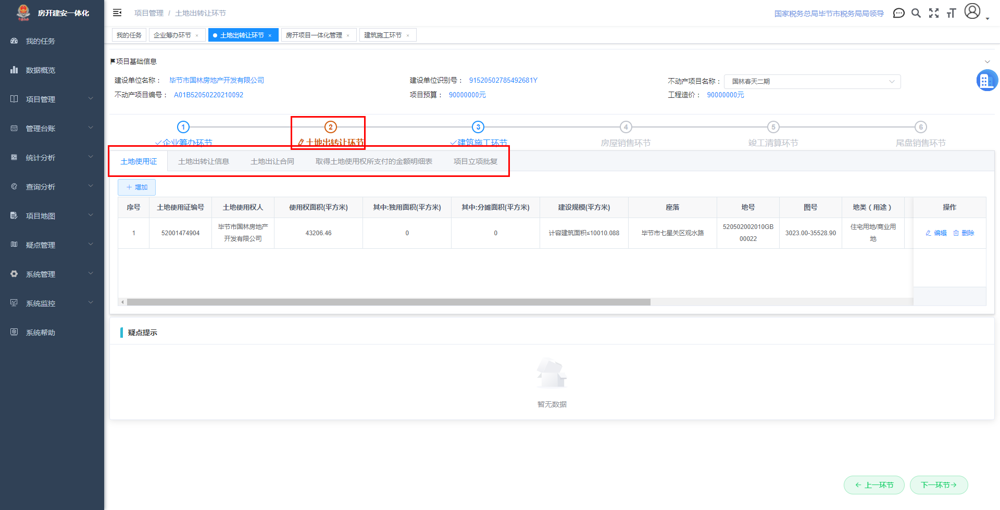 房开建安一体化
项目管理 / 土地出转让环节
国家税务总局毕节市税务局局领导
我的任务 企业筹办环节 × 土地出转让环节 × 房开项目一体化管理 × 建筑施工环节 ×
我的任务
数据概览
项目管理
管理台账
统计分析
查询分析
项目地图
疑点管理
系统管理
系统监控
系统帮助
项目基础信息
建设单位名称： 毕节市国林房地产开发有限公司 建设单位识别号： 91520502785492681Y 不动产项目名称： 国林春天二期
不动产项目编号： A01B52050220210092 项目预算： 90000000元 工程造价： 90000000元
1 2 3 4 5 6
企业筹办环节 土地出转让环节 建筑施工环节 房屋销售环节 竣工清算环节 尾盘销售环节
土地使用证 土地出转让信息 土地出让合同 取得土地使用权所支付的金额明细表 项目立项批复
+ 增加
序号 土地使用证编号 土地使用权人 使用权面积(平方米) 其中:独用面积(平方米) 其中:分摊面积(平方米) 建设规模(平方米) 座落 地号 图号 地类（用途） 操作
1 52001474904 毕节市国林房地产开发有限公司 43206.46 0 0 计容建筑面积≤10010.088 毕节市七星关区观水路 520502002010GB00022 3023.00-35528.90 住宅用地/商业用地 编辑 删除
疑点提示
暂无数据
← 上一环节 下一环节→